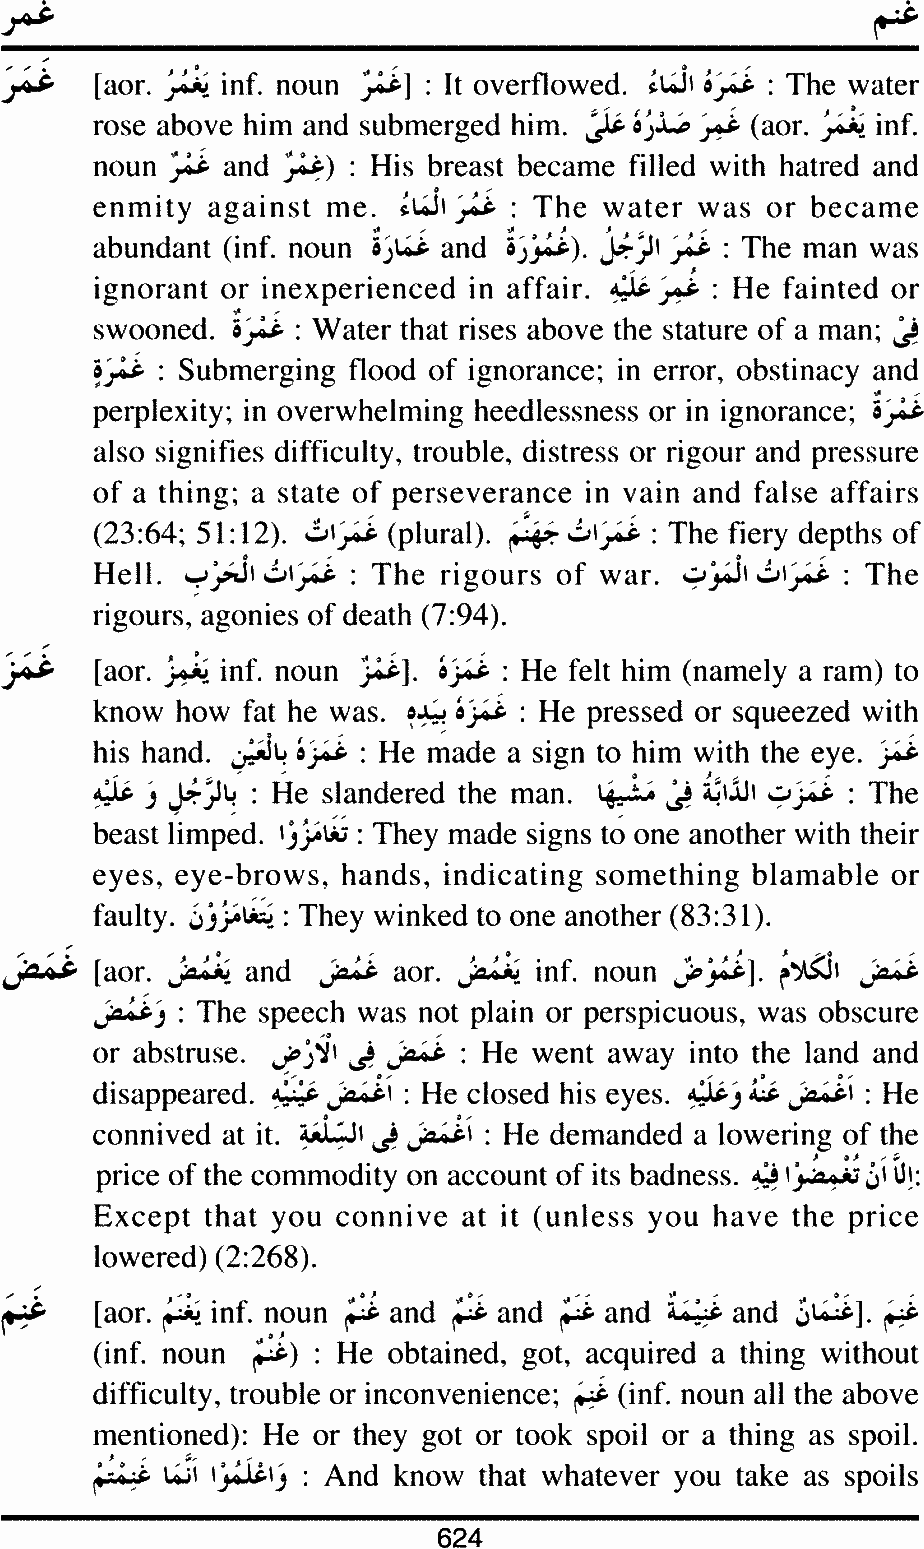 غمر غنم
غَمَرَ [aor. يَغْمُرُ inf. noun غَمْرٌ] : It overflowed. غَمَرَهُ الْمَاءُ : The water
rose above him and submerged him. غَمِرَ صَدْرُهُ عَلَىَّ (aor. يَغْمَرُ inf.
noun غَمْرٌ and غِمْرٌ) : His breast became filled with hatred and
enmity against me. غَمُرَ الْمَاءُ : The water was or became
abundant (inf. noun غَمَارَةٌ and غُمُوْرَةٌ). غَمُرَ الرَّجُلُ : The man was
ignorant or inexperienced in affair. غُمِرَ عَلَيْهِ : He fainted or
swooned. غَمْرَةٌ : Water that rises above the stature of a man; فِىْ
غَمْرَةٍ : Submerging flood of ignorance; in error, obstinacy and
perplexity; in overwhelming heedlessness or in ignorance; غَمْرَةٌ
also signifies difficulty, trouble, distress or rigour and pressure
of a thing; a state of perseverance in vain and false affairs
(23:64; 51:12). غَمَرَاتٌ (plural). غَمَرَاتُ جَهَنَّمَ : The fiery depths of
Hell. غَمَرَاتُ الْحَرْبِ : The rigours of war. غَمَرَاتُ الْمَوْتِ : The
rigours, agonies of death (7:94).
غَمَزَ [aor. يَغْمِزُ inf. noun غَمْزٌ]. غَمَزَهُ : He felt him (namely a ram) to
know how fat he was. غَمَزَهُ بِيَدِهِ : He pressed or squeezed with
his hand. غَمَزَهُ بِالْعَيْنِ : He made a sign to him with the eye. غَمَزَ
بِالرَّجُلِ وَ عَلَيْهِ : He slandered the man. غَمَزَتِ الدَّابَّةُ فِىْ مَشْيِهَا : The
beast limped. تَغَامَزُوْا : They made signs to one another with their
eyes, eye-brows, hands, indicating something blamable or
faulty. يَتَغَامَزُوْنَ : They winked to one another (83:31).
غَمَضَ [aor. يَغْمُضُ and غَمُضَ aor. يَغْمُضُ inf. noun غُمُوْضٌ]. غَمَضَ الْكَلَامُ
وَغَمُضَ : The speech was not plain or perspicuous, was obscure
or abstruse. غَمَضَ فِى الْاَرْضِ : He went away into the land and
disappeared. اَغْمَضَ عَيْنَيْهِ : He closed his eyes. اَغْمَضَ عَنْهُ وَعَلَيْهِ : He
connived at it. اَغْمَضَ فِى السِّلْعَةِ : He demanded a lowering of the
price of the commodity on account of its badness. اِلاَّ اَنْ تُغْمِضُوْا فِيْهِ:
Except that you connive at it (unless you have the price
lowered) (2:268).
غَنِمَ [aor. يَغْنَمُ inf. noun غُنْمٌ and غَنْمٌ and غَنَمٌ and غَنِيْمَةٌ and غُنْمَانٌ]. غَنِمَ
(inf. noun غُنْمٌ) : He obtained, got, acquired a thing without
difficulty, trouble or inconvenience; غَنِمَ (inf. noun all the above
mentioned): He or they got or took spoil or a thing as spoil.
وَاعْلَمُوْا اَنَّمَا غَنِمْتُمْ : And know that whatever you take as spoils
624